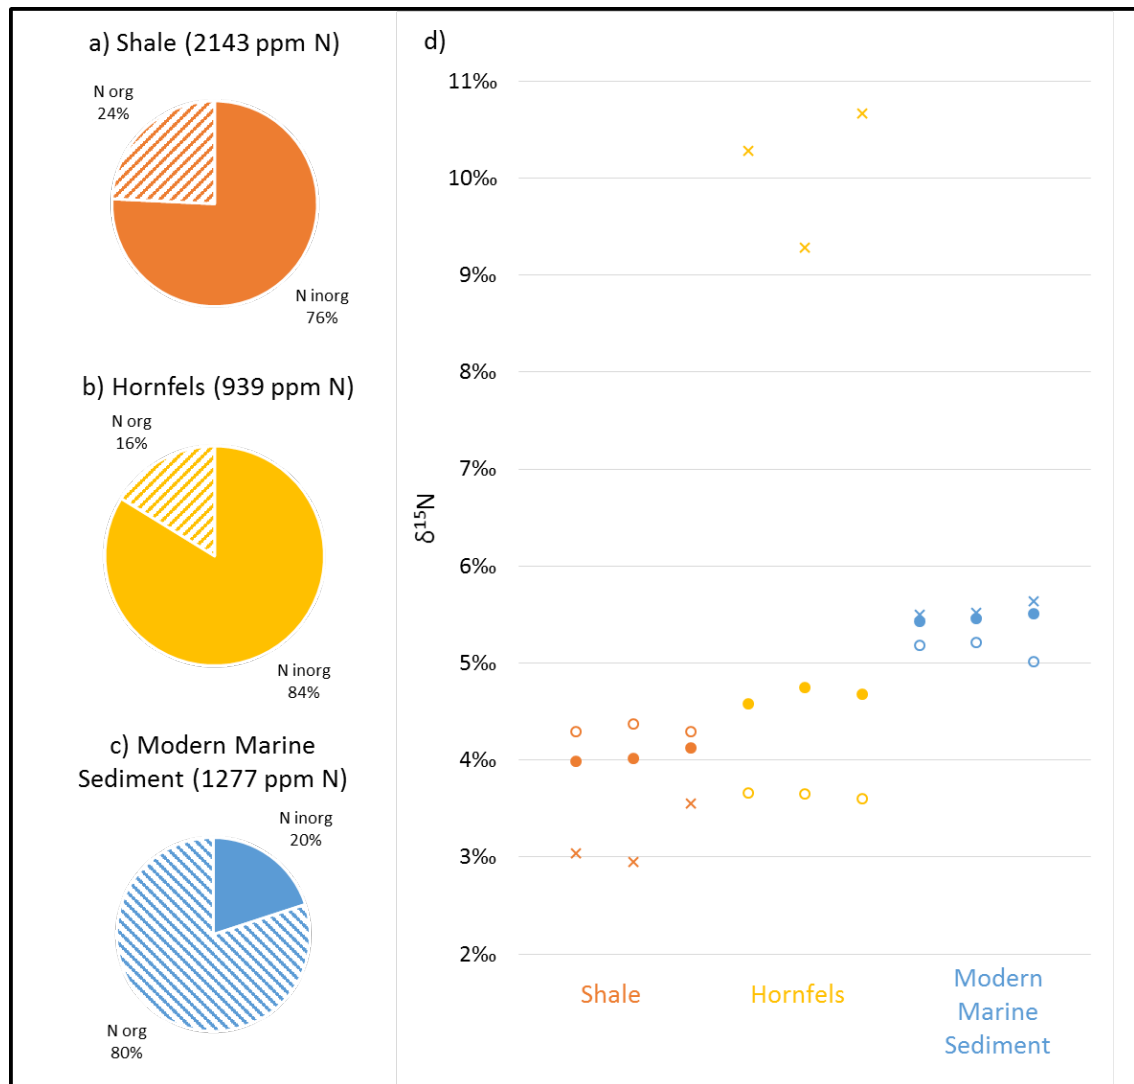 a) Shale (2143 ppm N)
N org
24%
N inorg
76%
b) Hornfels (939 ppm N)
N org
16%
N inorg
84%
c) Modern Marine
Sediment (1277 ppm N)
N inorg
20%
N org
80%
d)
11‰
10‰
9‰
8‰
7‰
6‰
5‰
4‰
3‰
2‰
δ¹⁵N
Shale
Hornfels
Modern
Marine
Sediment